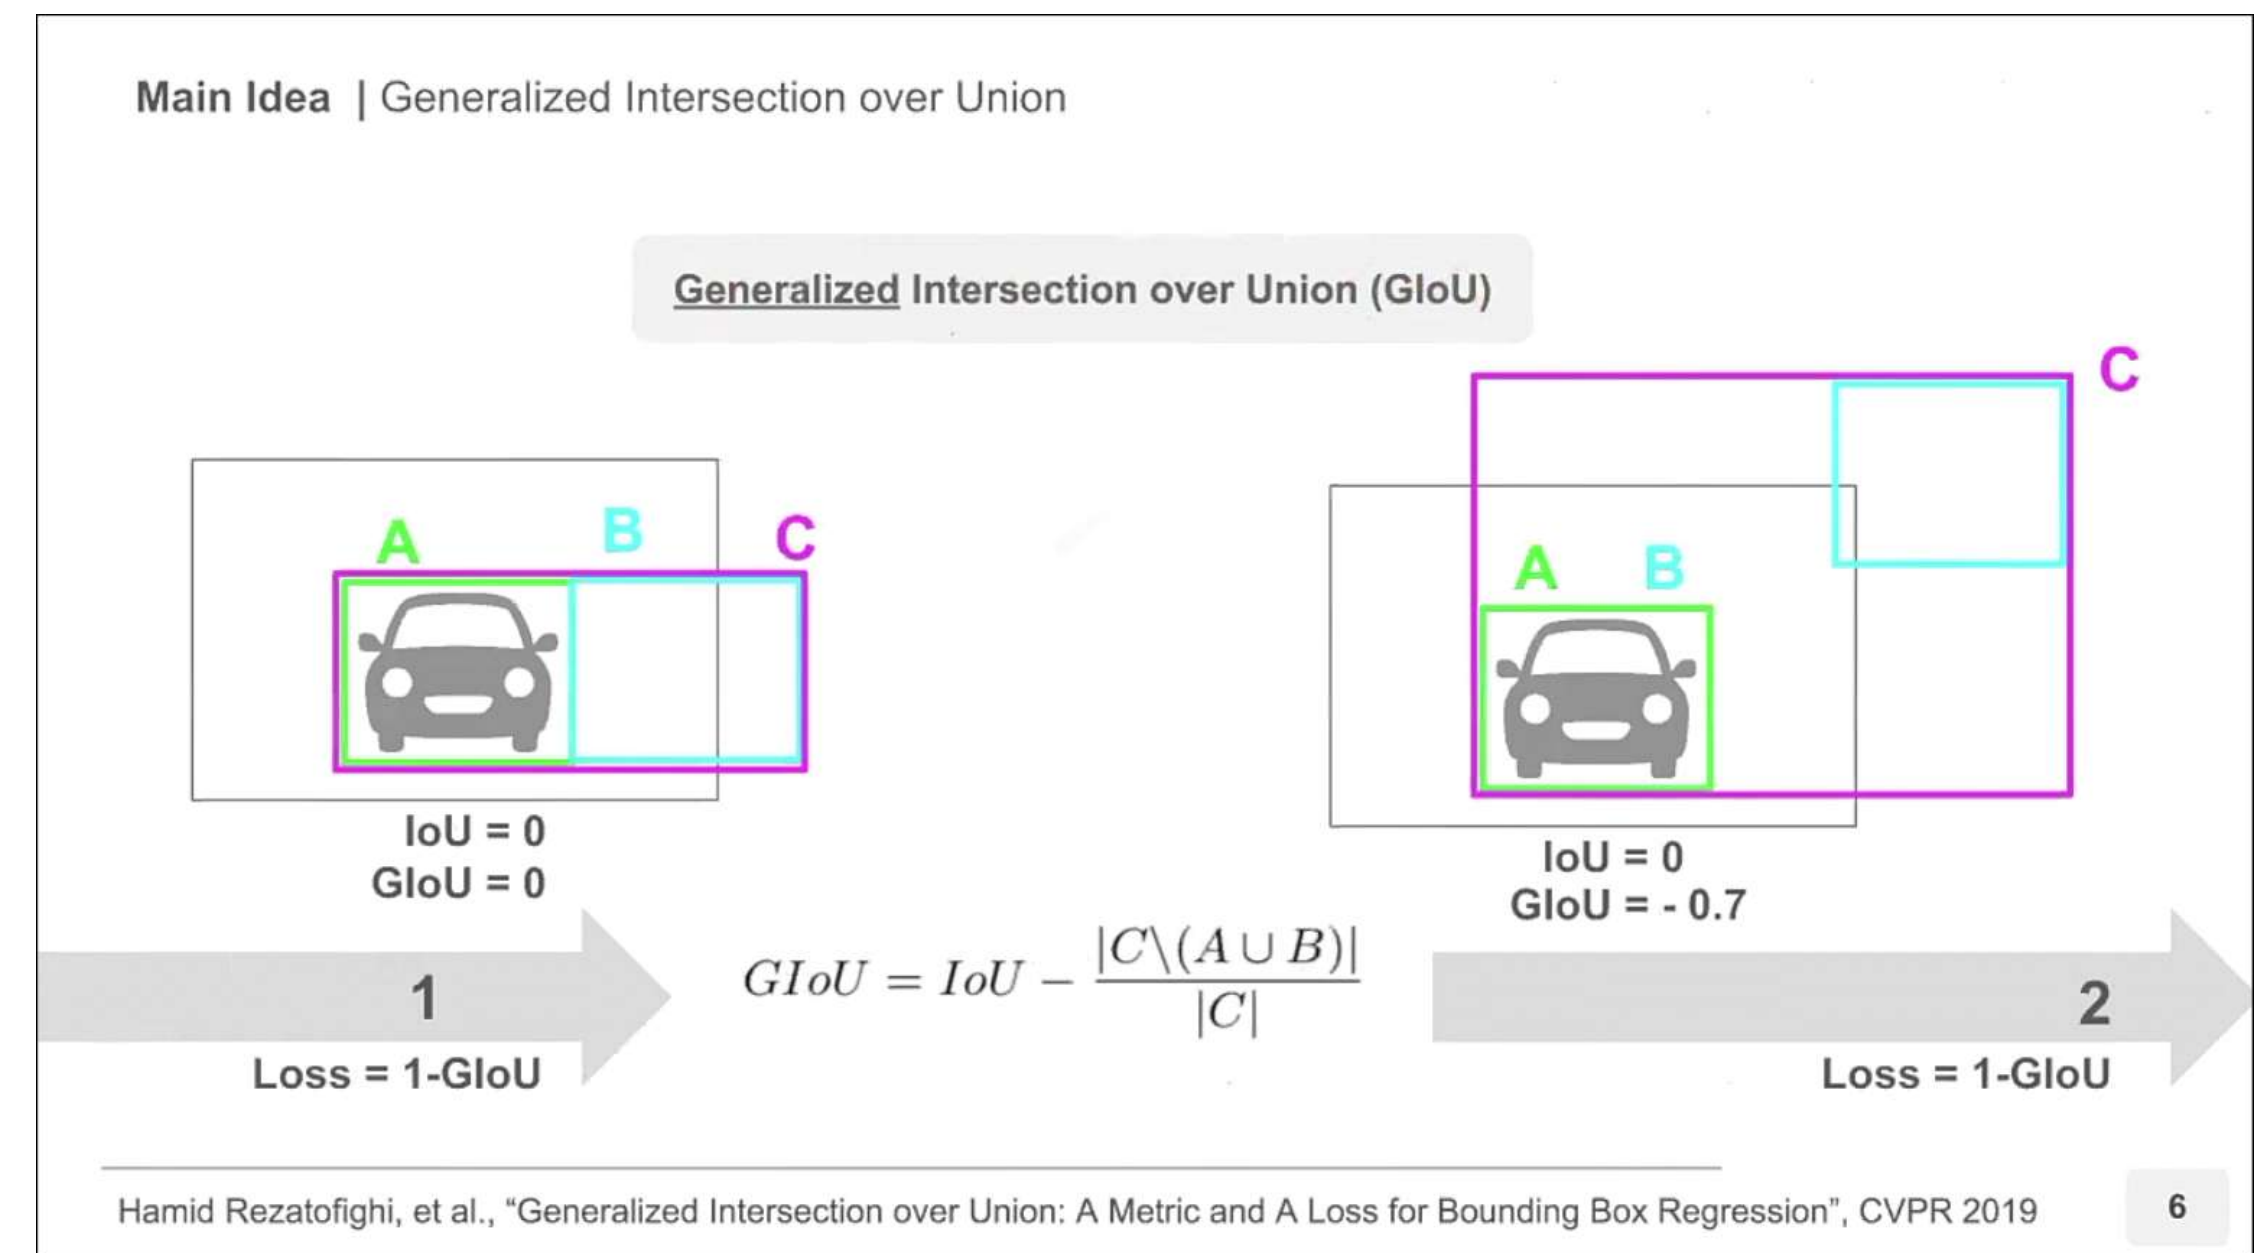 Main Idea | Generalized Intersection over Union
Generalized Intersection over Union (GIoU)
C
A B C
A B
IoU = 0
GIoU = 0
IoU = 0
GIoU = - 0.7
GIoU = IoU − |C\(A ∪ B)| / |C|
1
2
Loss = 1-GIoU
Loss = 1-GIoU
Hamid Rezatofighi, et al., “Generalized Intersection over Union: A Metric and A Loss for Bounding Box Regression”, CVPR 2019
6